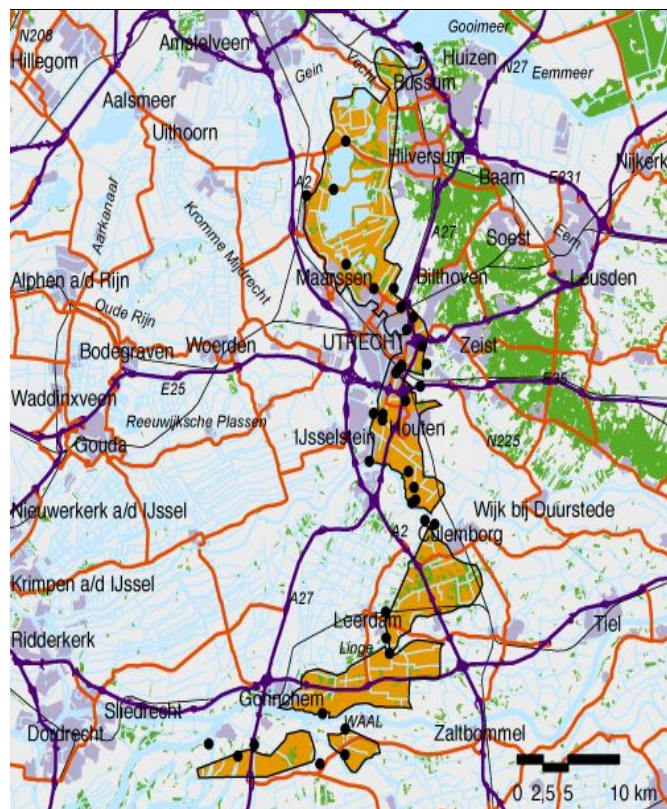 Gooimeer
N208
Amstelveen
Huizen
Hillegom
Gein
Vecht
N27
Eemmeer
Bussum
Aalsmeer
Uithoorn
Hilversum
Nijkerk
Baarn
E231
A2
Aarkanaal
Kromme Mijdrecht
A27
Soest
Eem
Maarssen
Bilthoven
Leusden
Alphen a/d Rijn
Oude Rijn
UTRECHT
Zeist
Woerden
Bodegraven
E25
E35
Waddinxveen
Reeuwijksche Plassen
IJsselstein
Houten
N225
Gouda
Nieuwerkerk a/d IJssel
Wijk bij Duurstede
A2
Culemborg
Krimpen a/d IJssel
A27
Leerdam
Tiel
Ridderkerk
Linge
Gorinchem
Sliedrecht
WAAL
Dordrecht
Zaltbommel
0 2,5 5 10 km